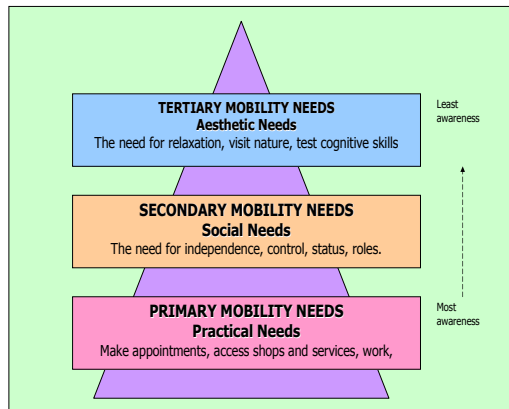 TERTIARY MOBILITY NEEDS
Aesthetic Needs
The need for relaxation, visit nature, test cognitive skills
Least
awareness
SECONDARY MOBILITY NEEDS
Social Needs
The need for independence, control, status, roles.
PRIMARY MOBILITY NEEDS
Practical Needs
Make appointments, access shops and services, work,
Most
awareness